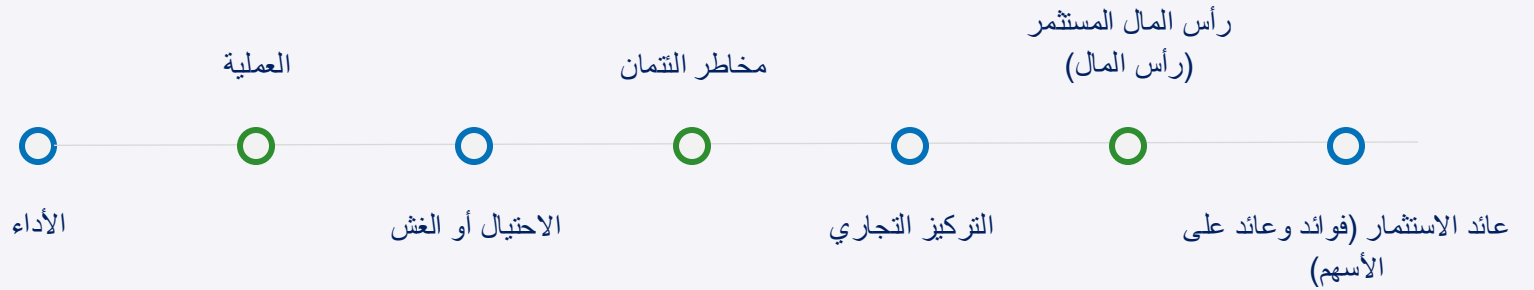 رأس المال المستثمر
(رأس المال)
مخاطر الئتمان
العملية
عائد الاستثمار (فوائد وعائد على
الأسهم)
التركيز التجاري
الاحتيال أو الغش
الأداء